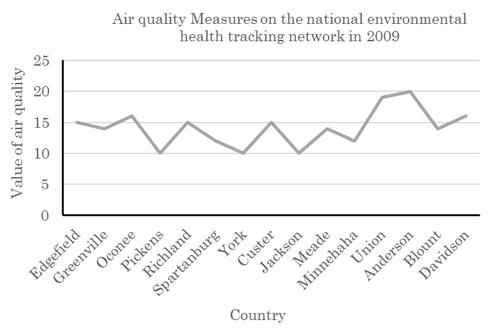 Air quality Measures on the national environmental
health tracking network in 2009
25
20
15
10
5
0
Value of air quality
Edgefield
Greenville
Oconee
Pickens
Richland
Spartanburg
York
Custer
Jackson
Meade
Minnehaha
Union
Anderson
Blount
Davidson
Country